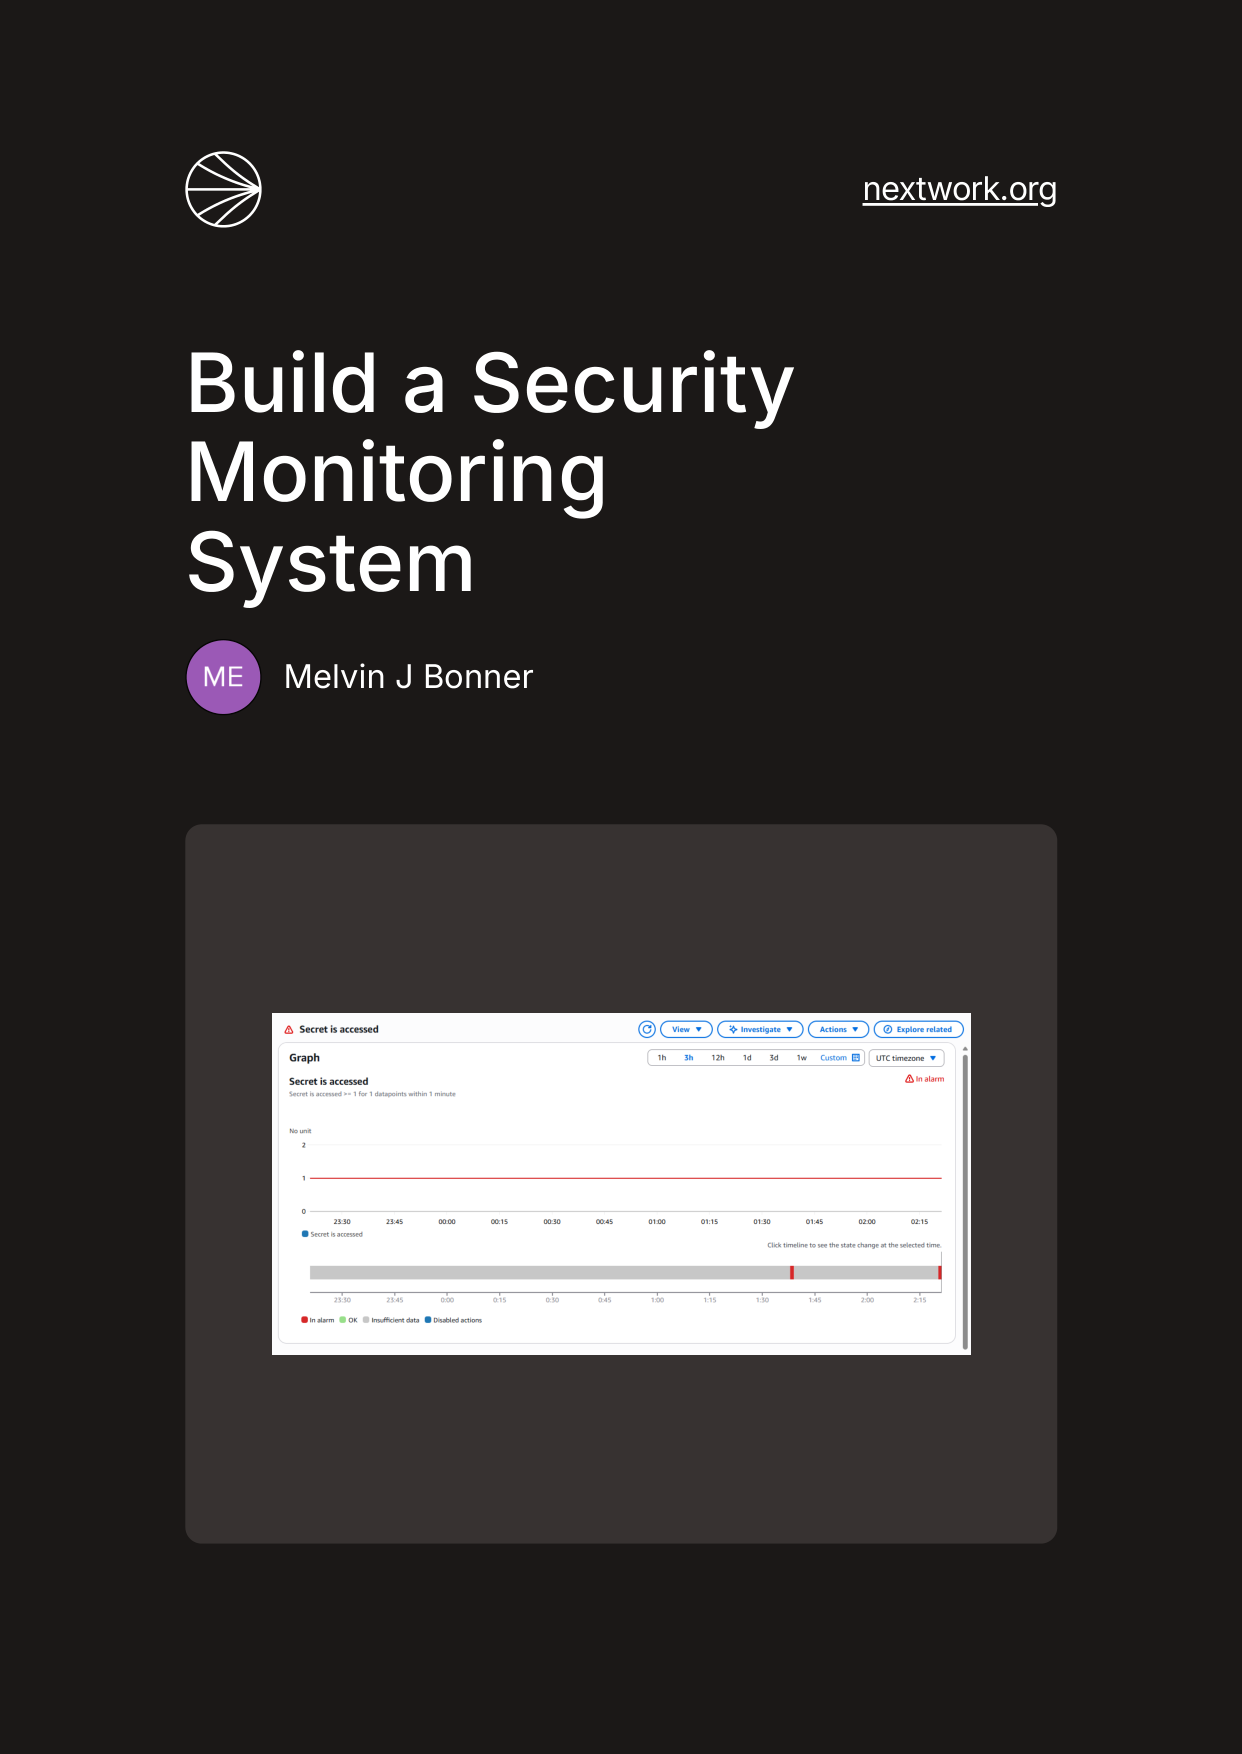 nextwork.org
Build a Security
Monitoring
System
ME
Melvin J Bonner
Secret is accessed
View
Investigate
Actions
Explore related
Graph
1h 3h 12h 1d 3d 1w Custom
UTC timezone
Secret is accessed
In alarm
Secret is accessed >= 1 for 1 datapoints within 1 minute
No unit
2
1
0
23:30 23:45 00:00 00:15 00:30 00:45 01:00 01:15 01:30 01:45 02:00 02:15
Secret is accessed
Click timeline to see the state change at the selected time.
23:30 23:45 0:00 0:15 0:30 0:45 1:00 1:15 1:30 1:45 2:00 2:15
In alarm OK Insufficient data Disabled actions